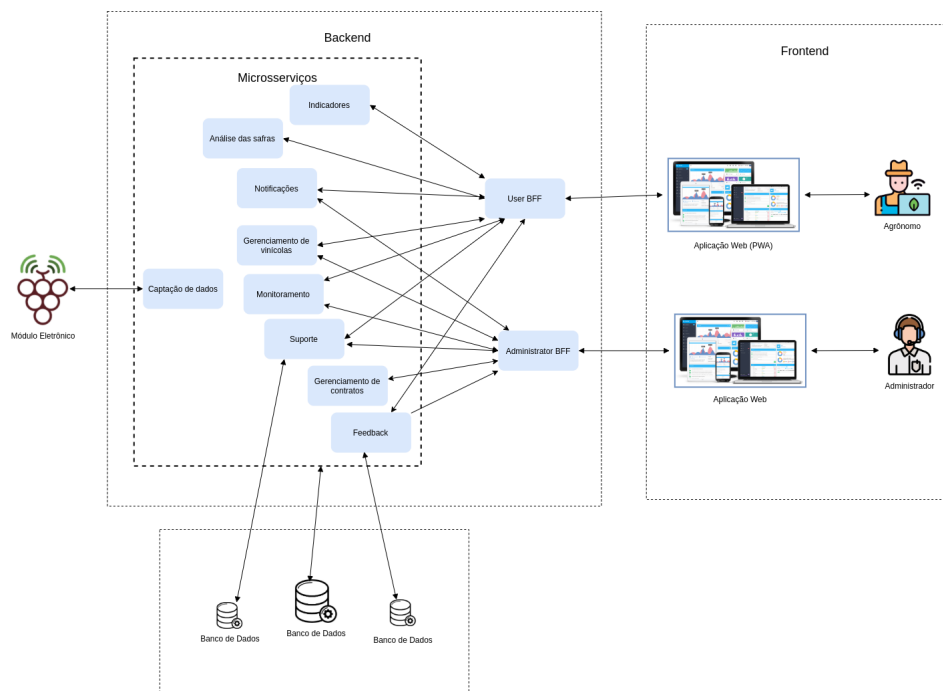 Backend
Frontend
Microsserviços
Indicadores
Análise das safras
Notificações
User BFF
Gerenciamento de
vinícolas
Aplicação Web (PWA)
Agrônomo
Captação de dados
Monitoramento
Módulo Eletrônico
Suporte
Administrator BFF
Gerenciamento de
contratos
Aplicação Web
Administrador
Feedback
Banco de Dados
Banco de Dados
Banco de Dados